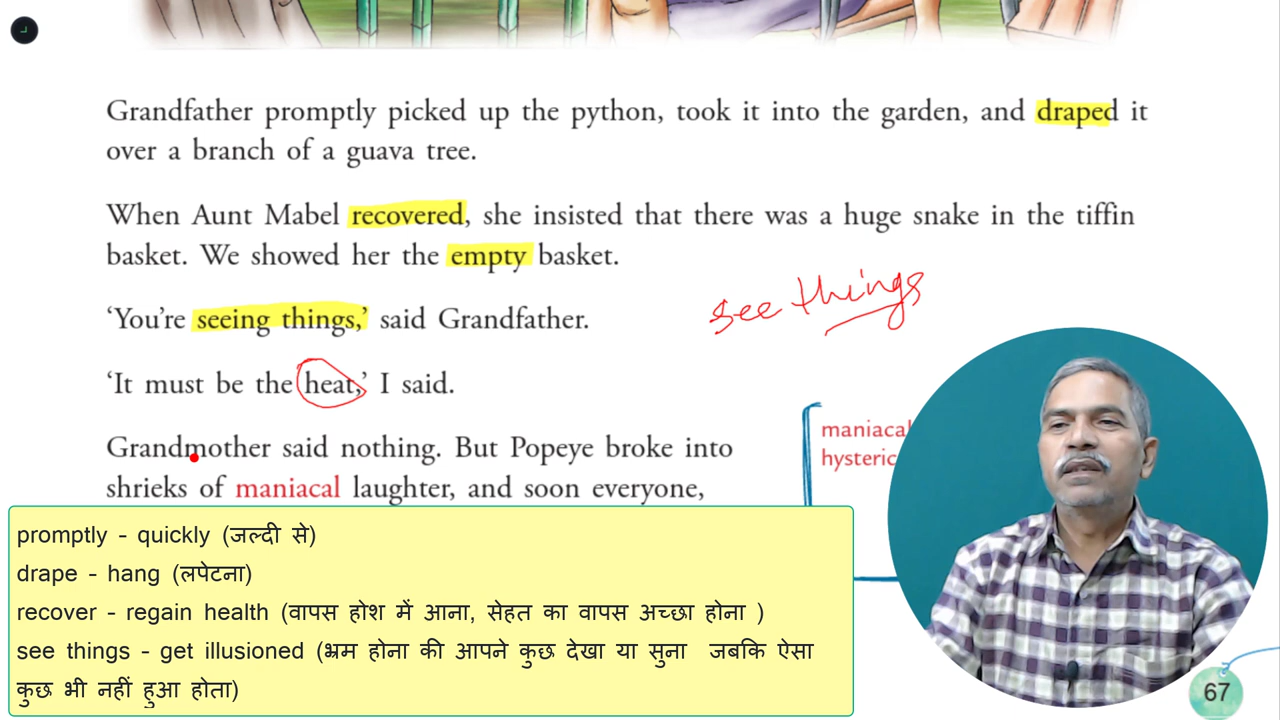 Grandfather promptly picked up the python, took it into the garden, and draped it
over a branch of a guava tree.
When Aunt Mabel recovered, she insisted that there was a huge snake in the tiffin
basket. We showed her the empty basket.
'You're seeing things,' said Grandfather.
see things
'It must be the heat,' I said.
Grandmother said nothing. But Popeye broke into
shrieks of maniacal laughter, and soon everyone,
maniacal
hysteric
promptly - quickly (जल्दी से)
drape - hang (लपेटना)
recover - regain health (वापस होश में आना, सेहत का वापस अच्छा होना )
see things - get illusioned (भ्रम होना की आपने कुछ देखा या सुना जबकि ऐसा
कुछ भी नहीं हुआ होता)
67